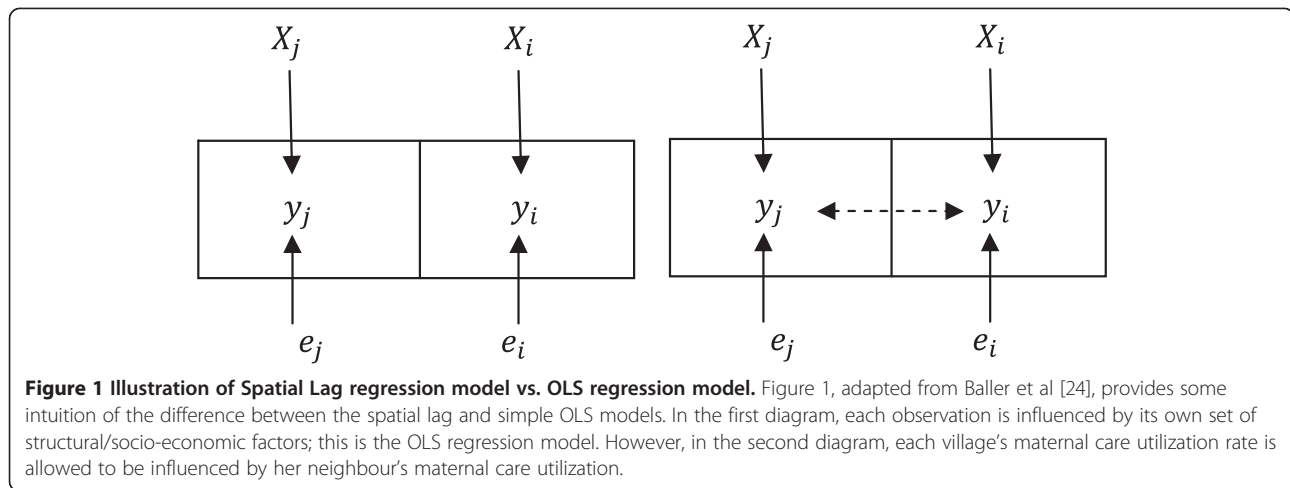 X_j X_i X_j X_i
y_j y_i y_j y_i
e_j e_i e_j e_i
Figure 1 Illustration of Spatial Lag regression model vs. OLS regression model. Figure 1, adapted from Baller et al [24], provides some
intuition of the difference between the spatial lag and simple OLS models. In the first diagram, each observation is influenced by its own set of
structural/socio-economic factors; this is the OLS regression model. However, in the second diagram, each village's maternal care utilization rate is
allowed to be influenced by her neighbour's maternal care utilization.